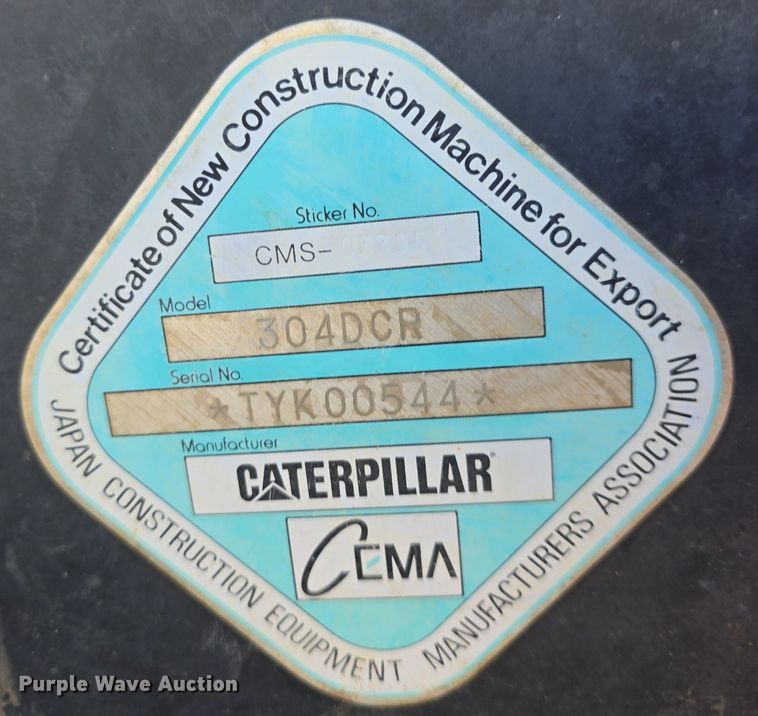 Certificate of New Construction Machine for Export
Sticker No.
CMS-
Model
304DCR
Serial No.
*TYK00544*
Manufacturer
CATERPILLAR®
CEMA
JAPAN CONSTRUCTION EQUIPMENT MANUFACTURERS ASSOCIATION
Purple Wave Auction